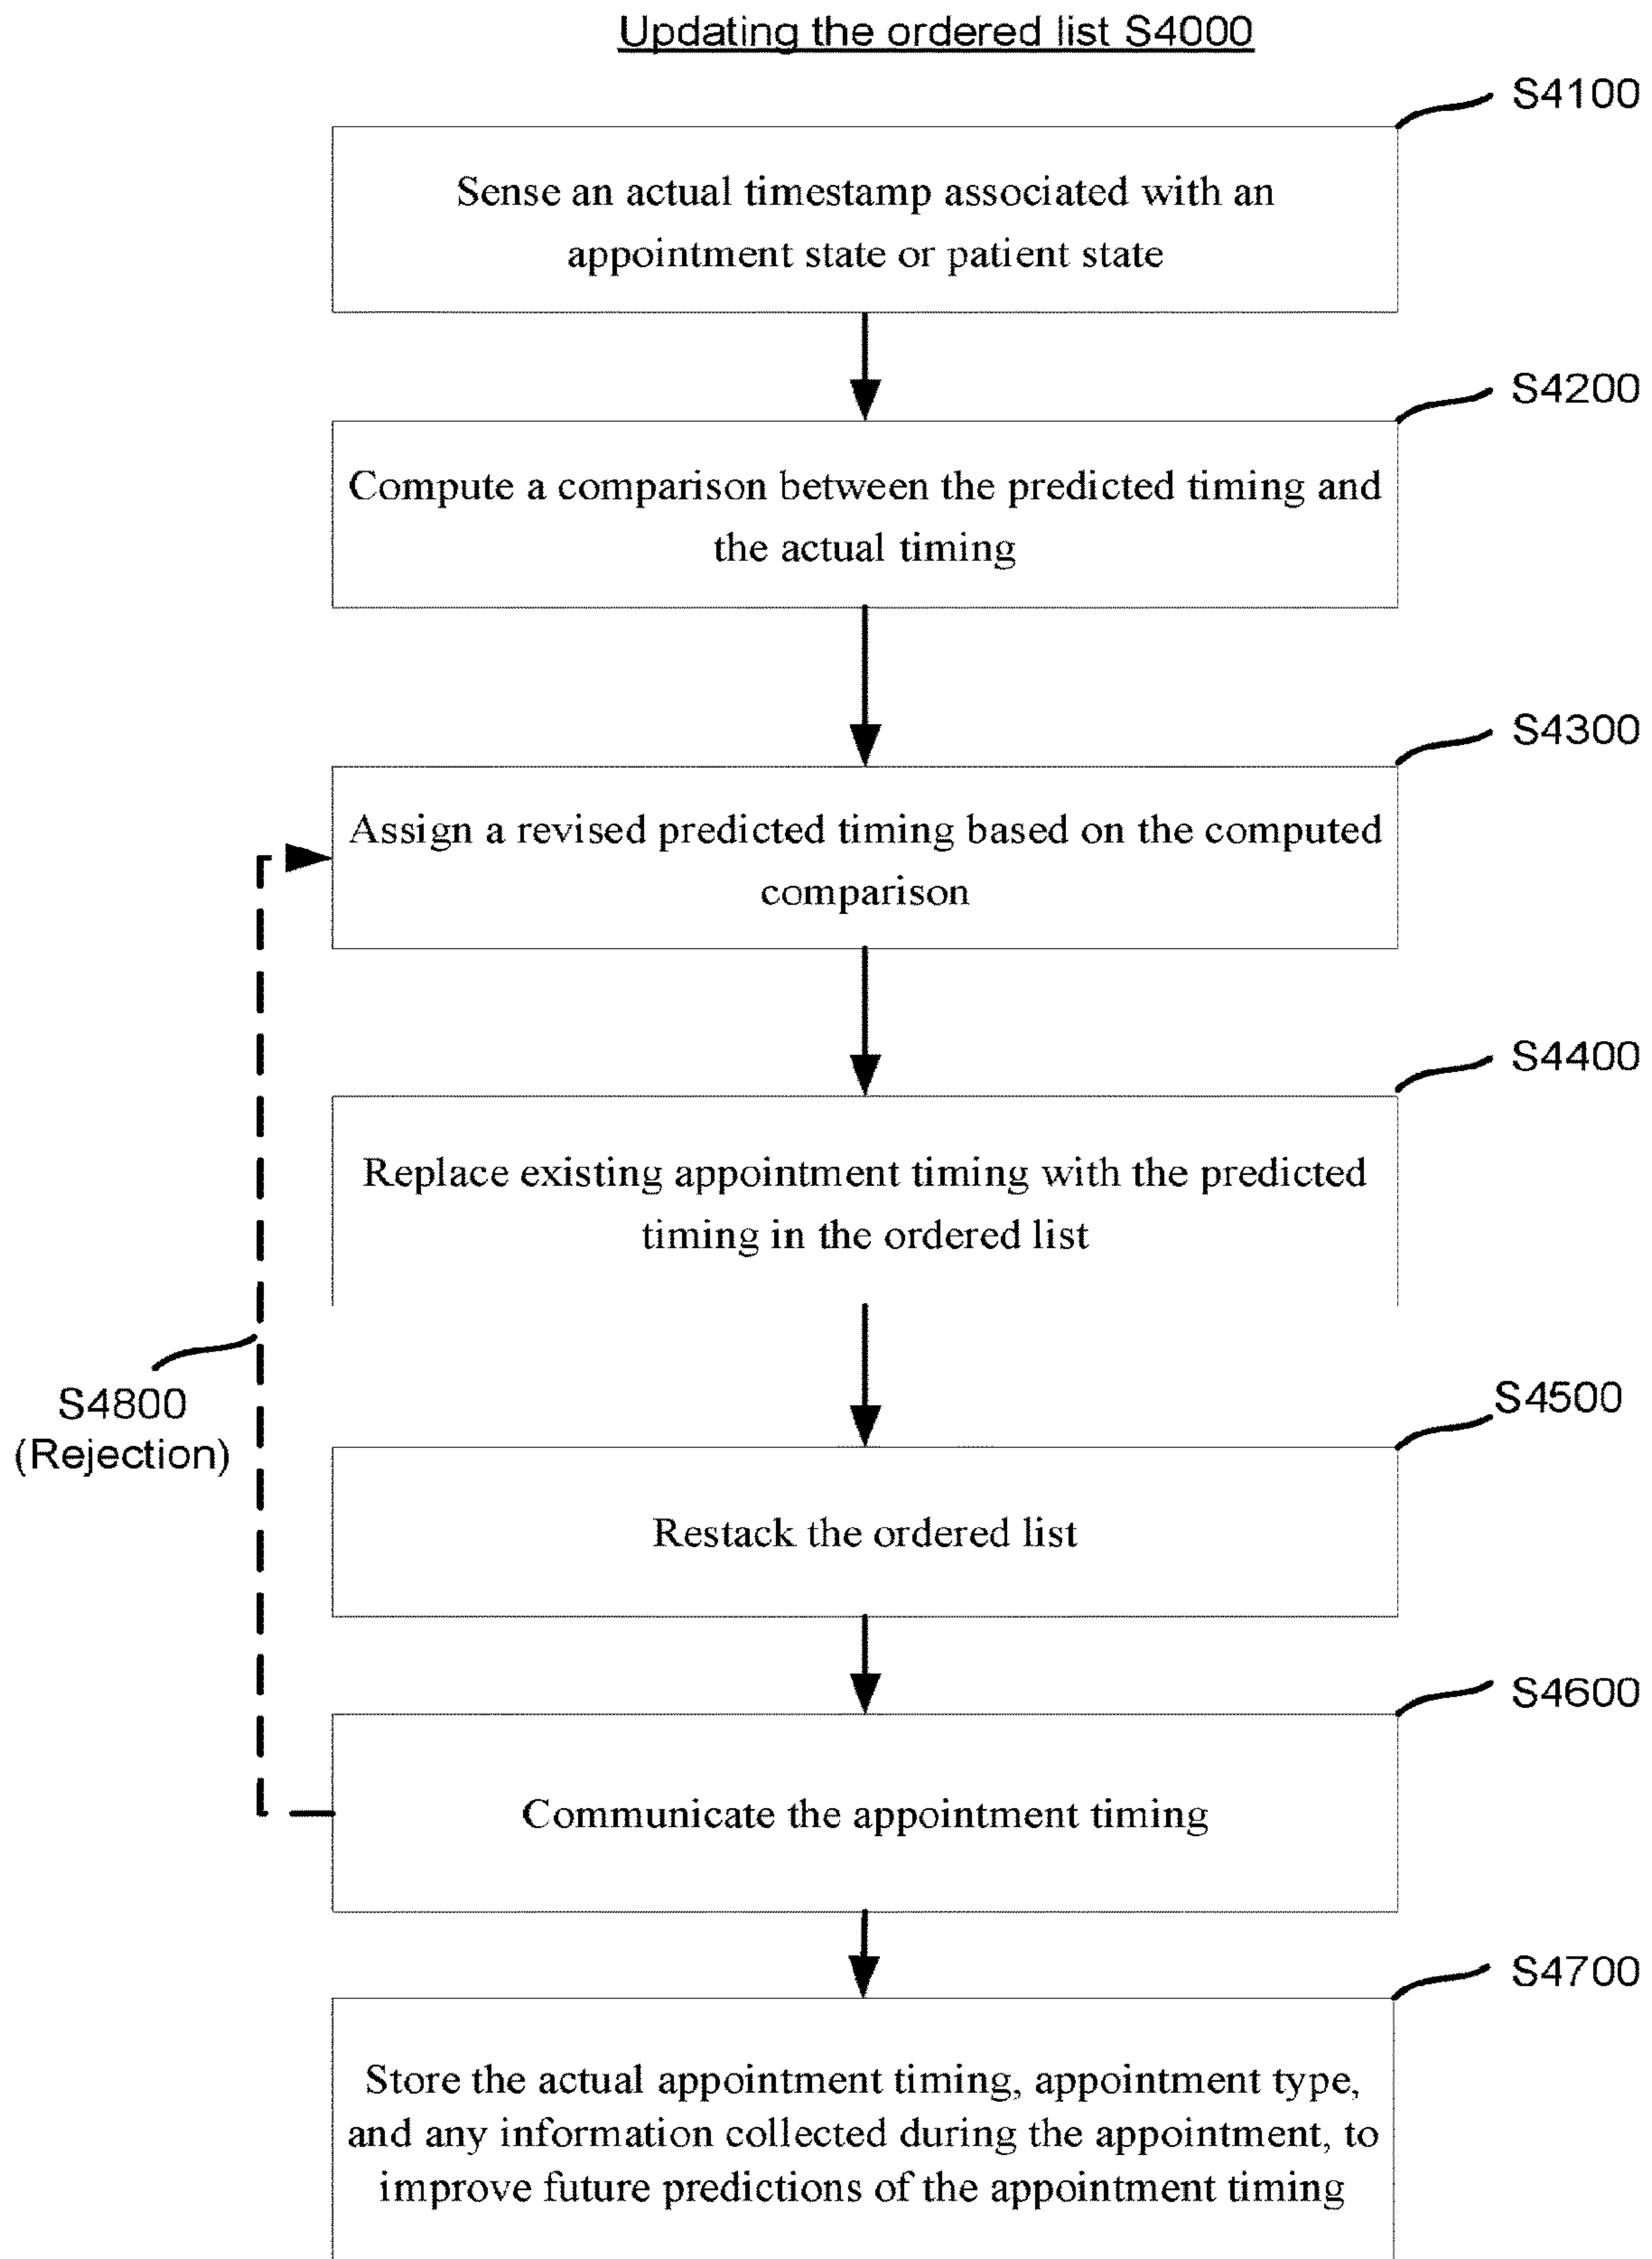 Updating the ordered list S4000
S4100
Sense an actual timestamp associated with an
appointment state or patient state
S4200
Compute a comparison between the predicted timing and
the actual timing
S4300
Assign a revised predicted timing based on the computed
comparison
S4400
Replace existing appointment timing with the predicted
timing in the ordered list
S4800
(Rejection)
S4500
Restack the ordered list
S4600
Communicate the appointment timing
S4700
Store the actual appointment timing, appointment type,
and any information collected during the appointment, to
improve future predictions of the appointment timing